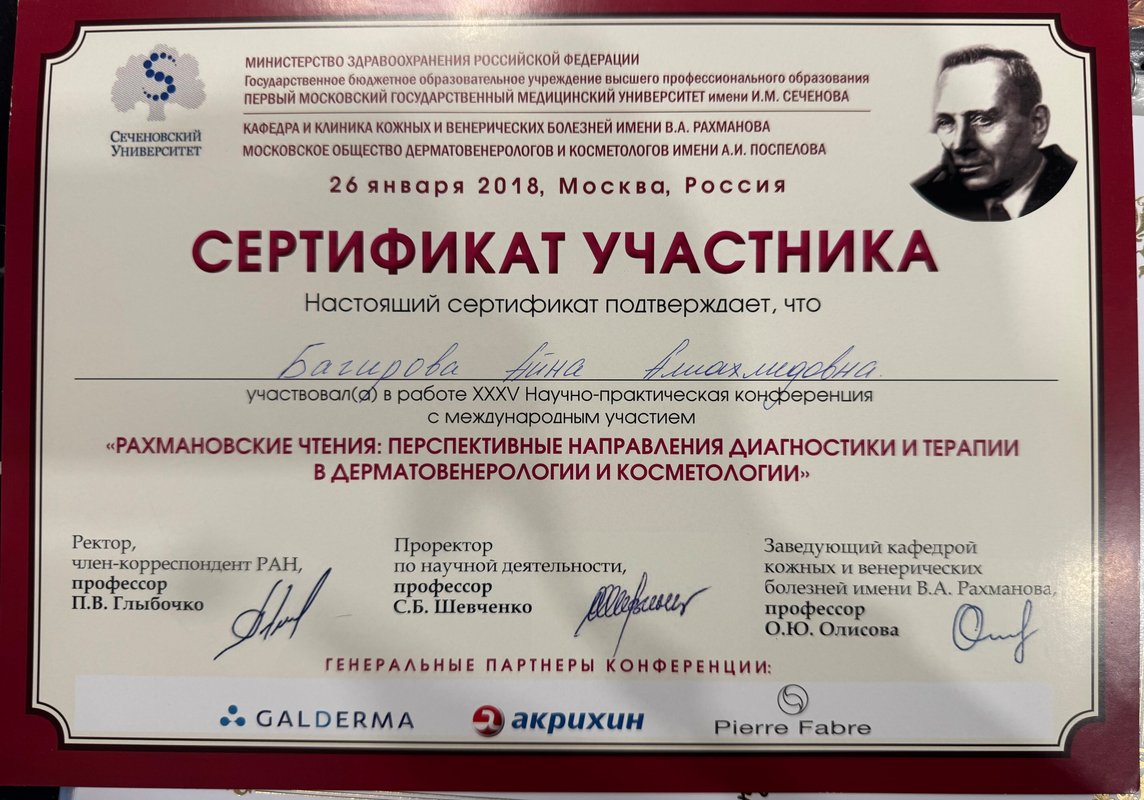 МИНИСТЕРСТВО ЗДРАВООХРАНЕНИЯ РОССИЙСКОЙ ФЕДЕРАЦИИ
Государственное бюджетное образовательное учреждение высшего профессионального образования
ПЕРВЫЙ МОСКОВСКИЙ ГОСУДАРСТВЕННЫЙ МЕДИЦИНСКИЙ УНИВЕРСИТЕТ имени И.М. СЕЧЕНОВА
СЕЧЕНОВСКИЙ
УНИВЕРСИТЕТ
КАФЕДРА И КЛИНИКА КОЖНЫХ И ВЕНЕРИЧЕСКИХ БОЛЕЗНЕЙ ИМЕНИ В.А. РАХМАНОВА
МОСКОВСКОЕ ОБЩЕСТВО ДЕРМАТОВЕНЕРОЛОГОВ И КОСМЕТОЛОГОВ ИМЕНИ А.И. ПОСПЕЛОВА
26 января 2018, Москва, Россия
СЕРТИФИКАТ УЧАСТНИКА
Настоящий сертификат подтверждает, что
Багирова Айна
участвовал(а) в работе XXXV Научно-практическая конференция
с международным участием
«РАХМАНОВСКИЕ ЧТЕНИЯ: ПЕРСПЕКТИВНЫЕ НАПРАВЛЕНИЯ ДИАГНОСТИКИ И ТЕРАПИИ
В ДЕРМАТОВЕНЕРОЛОГИИ И КОСМЕТОЛОГИИ»
Ректор,
член-корреспондент РАН,
профессор
П.В. Глыбочко
Проректор
по научной деятельности,
профессор
С.Б. Шевченко
Заведующий кафедрой
кожных и венерических
болезней имени В.А. Рахманова,
профессор
О.Ю. Олисова
ГЕНЕРАЛЬНЫЕ ПАРТНЕРЫ КОНФЕРЕНЦИИ:
GALDERMA
акрихин
Pierre Fabre